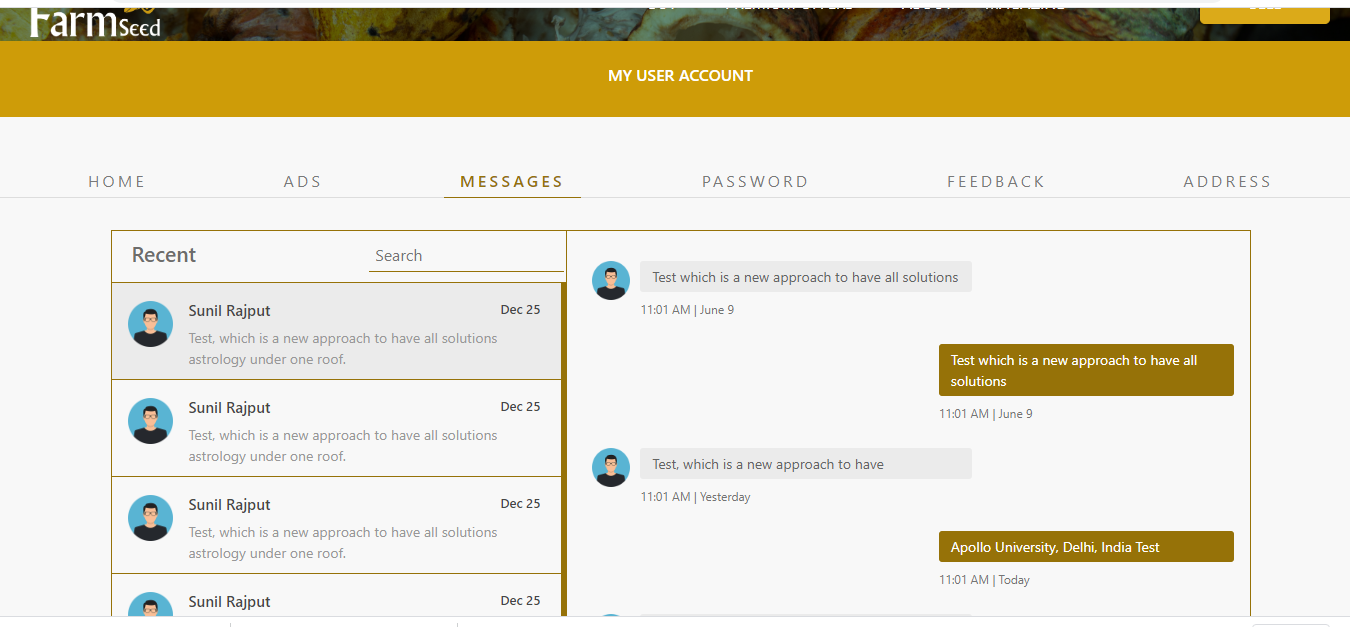 FarmSeed
MY USER ACCOUNT
HOME
ADS
MESSAGES
PASSWORD
FEEDBACK
ADDRESS
Recent
Search
Sunil Rajput
Dec 25
Test, which is a new approach to have all solutions
astrology under one roof.
Sunil Rajput
Dec 25
Test, which is a new approach to have all solutions
astrology under one roof.
Sunil Rajput
Dec 25
Test, which is a new approach to have all solutions
astrology under one roof.
Sunil Rajput
Dec 25
Test which is a new approach to have all solutions
11:01 AM | June 9
Test which is a new approach to have all
solutions
11:01 AM | June 9
Test, which is a new approach to have
11:01 AM | Yesterday
Apollo University, Delhi, India Test
11:01 AM | Today